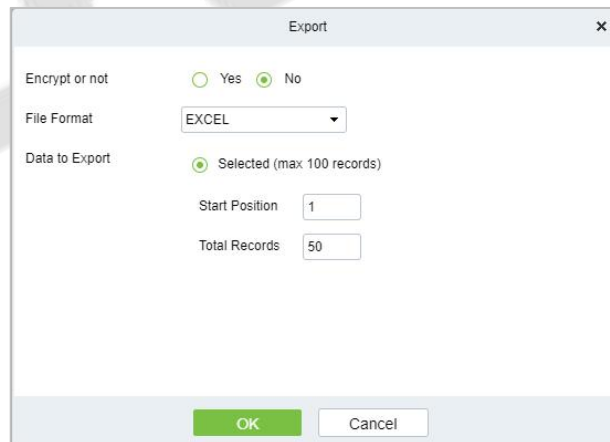 Export
Encrypt or not Yes No
File Format EXCEL
Data to Export Selected (max 100 records)
Start Position 1
Total Records 50
OK Cancel